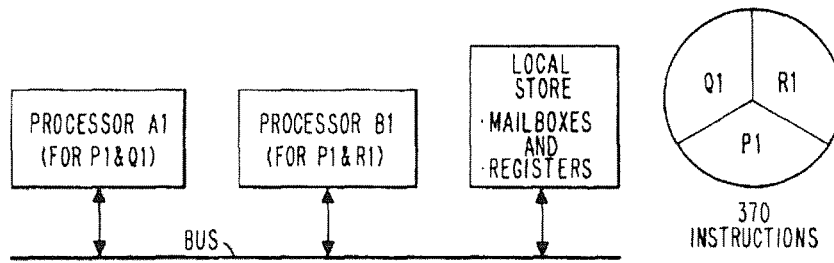 PROCESSOR A1
(FOR P1&Q1)
PROCESSOR B1
(FOR P1&R1)
LOCAL
STORE
·MAILBOXES
AND
·REGISTERS
BUS
Q1
R1
P1
370
INSTRUCTIONS